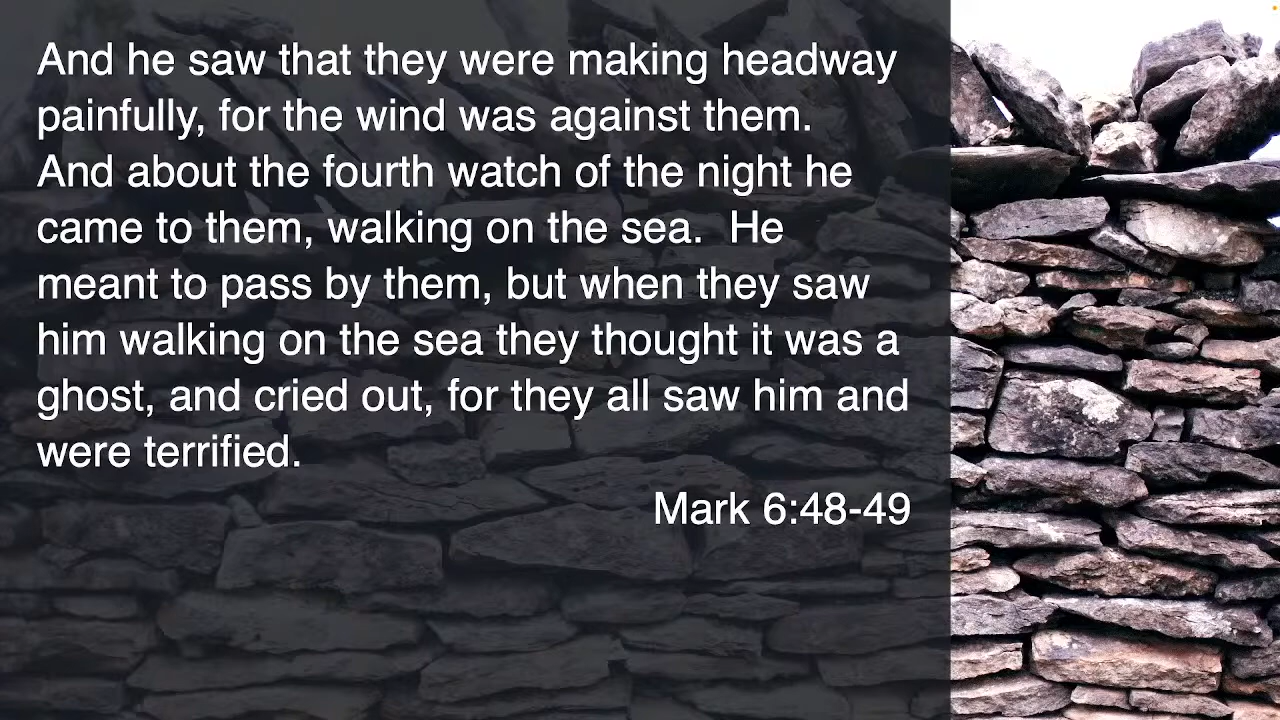 And he saw that they were making headway
painfully, for the wind was against them.
And about the fourth watch of the night he
came to them, walking on the sea.  He
meant to pass by them, but when they saw
him walking on the sea they thought it was a
ghost, and cried out, for they all saw him and
were terrified.
Mark 6:48-49